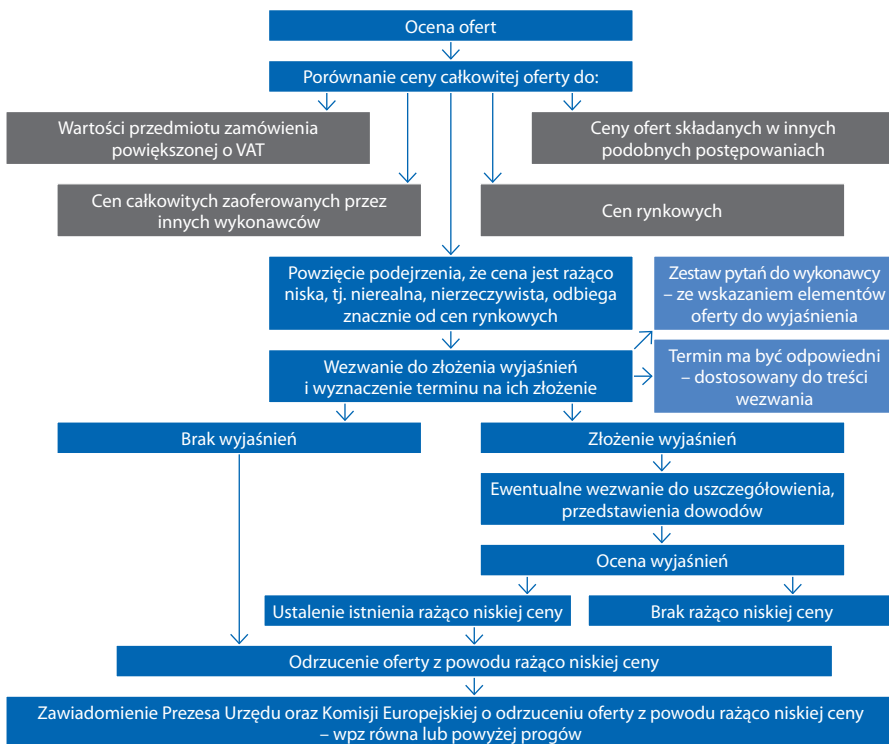 Ocena ofert
Porównanie ceny całkowitej oferty do:
Wartości przedmiotu zamówienia
powiększonej o VAT
Ceny ofert składanych w innych
podobnych postępowaniach
Cen całkowitych zaoferowanych przez
innych wykonawców
Cen rynkowych
Powzięcie podejrzenia, że cena jest rażąco
niska, tj. nierealna, nierzeczywista, odbiega
znacznie od cen rynkowych
Zestaw pytań do wykonawcy
– ze wskazaniem elementów
oferty do wyjaśnienia
Wezwanie do złożenia wyjaśnień
i wyznaczenie terminu na ich złożenie
Termin ma być odpowiedni
– dostosowany do treści
wezwania
Brak wyjaśnień
Złożenie wyjaśnień
Ewentualne wezwanie do uszczegółowienia,
przedstawienia dowodów
Ocena wyjaśnień
Ustalenie istnienia rażąco niskiej ceny
Brak rażąco niskiej ceny
Odrzucenie oferty z powodu rażąco niskiej ceny
Zawiadomienie Prezesa Urzędu oraz Komisji Europejskiej o odrzuceniu oferty z powodu rażąco niskiej ceny
– wpz równa lub powyżej progów